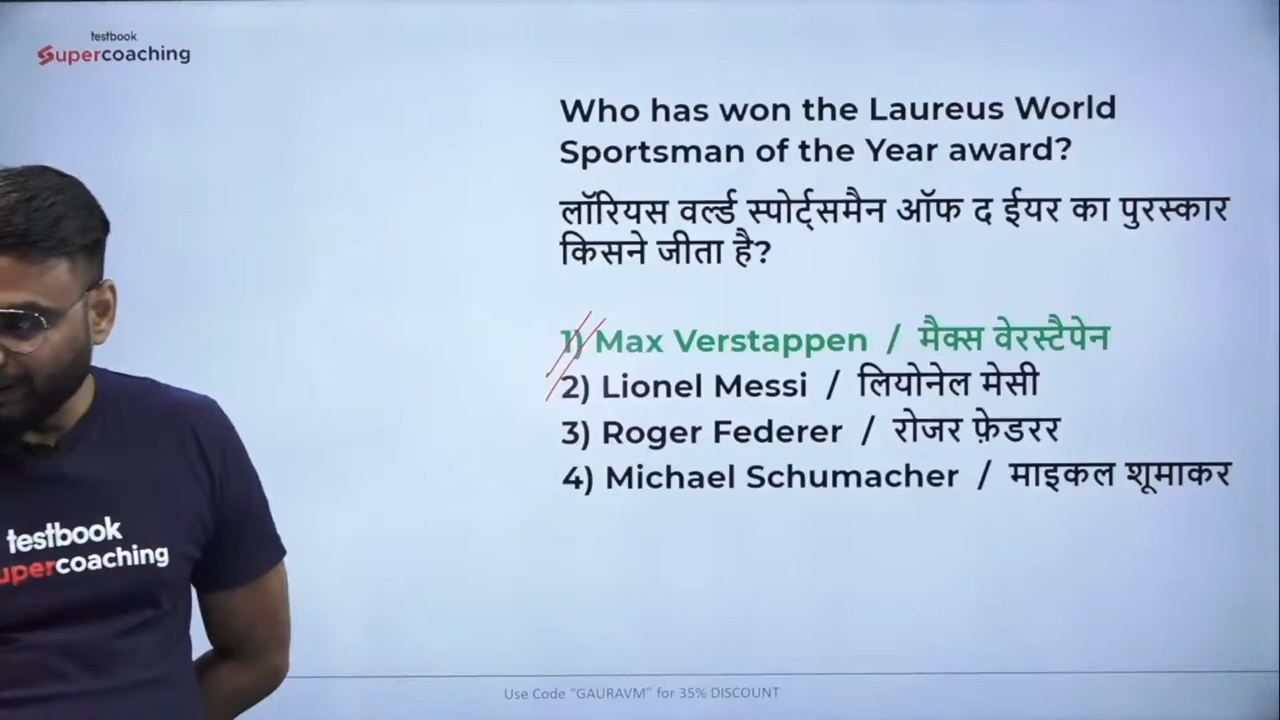 testbook
Supercoaching
Who has won the Laureus World
Sportsman of the Year award?
लॉरियस वर्ल्ड स्पोर्ट्समैन ऑफ द ईयर का पुरस्कार
किसने जीता है?
1) Max Verstappen / मैक्स वेरस्टैपेन
2) Lionel Messi / लियोनेल मेसी
3) Roger Federer / रोजर फ़ेडरर
4) Michael Schumacher / माइकल शूमाकर
testbook
upercoaching
Use Code "GAURAVM" for 35% DISCOUNT